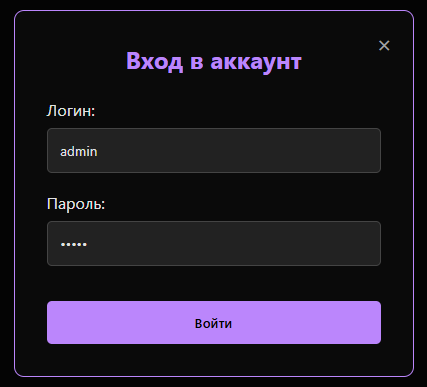 Вход в аккаунт
×
Логин:
admin
Пароль:
•••••
Войти